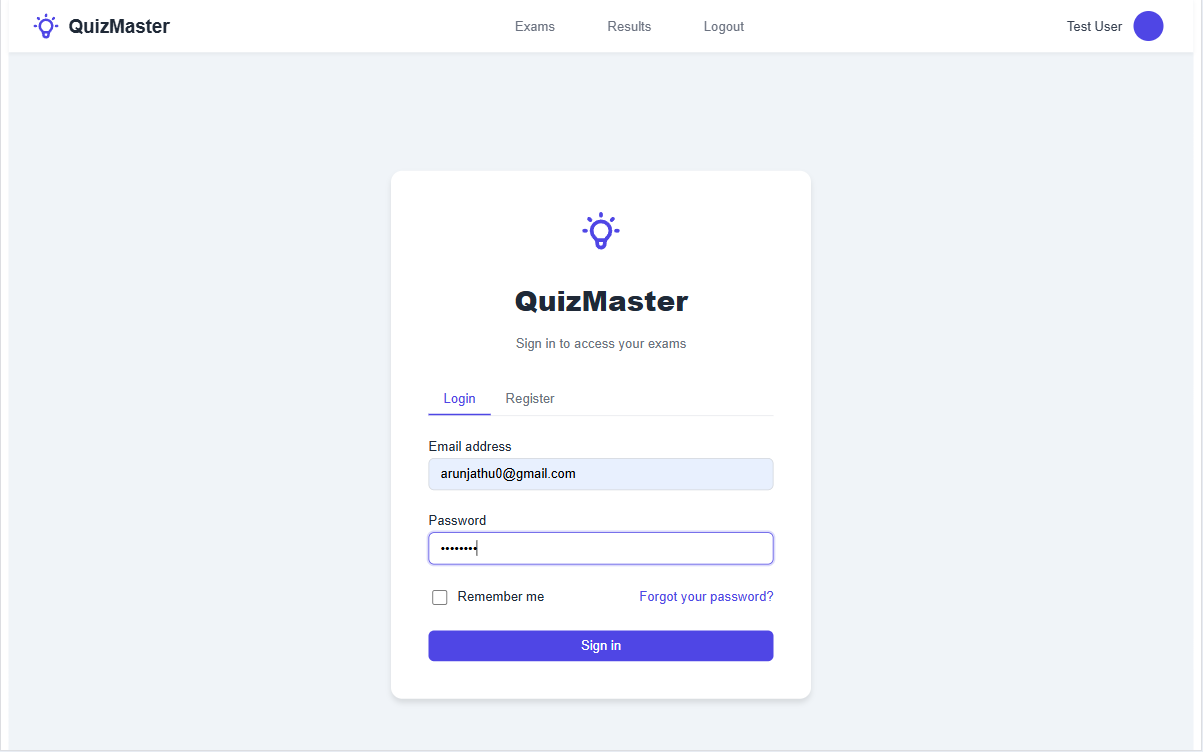 QuizMaster Exams Results Logout Test User
QuizMaster
Sign in to access your exams
Login Register
Email address
arunjathu0@gmail.com
Password
••••••••
Remember me Forgot your password?
Sign in